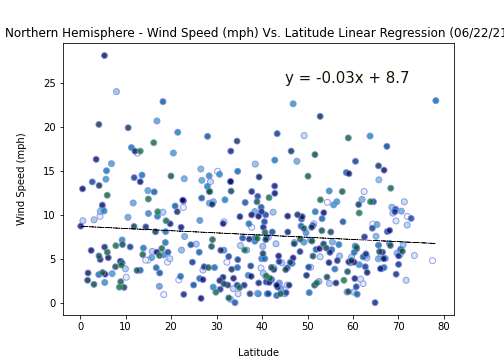 Northern Hemisphere - Wind Speed (mph) Vs. Latitude Linear Regression (06/22/21
y = -0.03x + 8.7
Wind Speed (mph)
25
20
15
10
5
0
0 10 20 30 40 50 60 70 80
Latitude